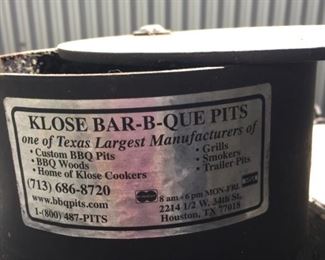 KLOSE BAR-B-QUE PITS
one of Texas Largest Manufacturers of
• Custom BBQ Pits • Grills
• BBQ Woods • Smokers
• Home of Klose Cookers • Trailer Pits
(713) 686-8720
www.bbqpits.com 8 am - 6 pm MON-FRI
1-(800) 487-PITS 2214 1/2 W. 34th St.
Houston, TX 77018